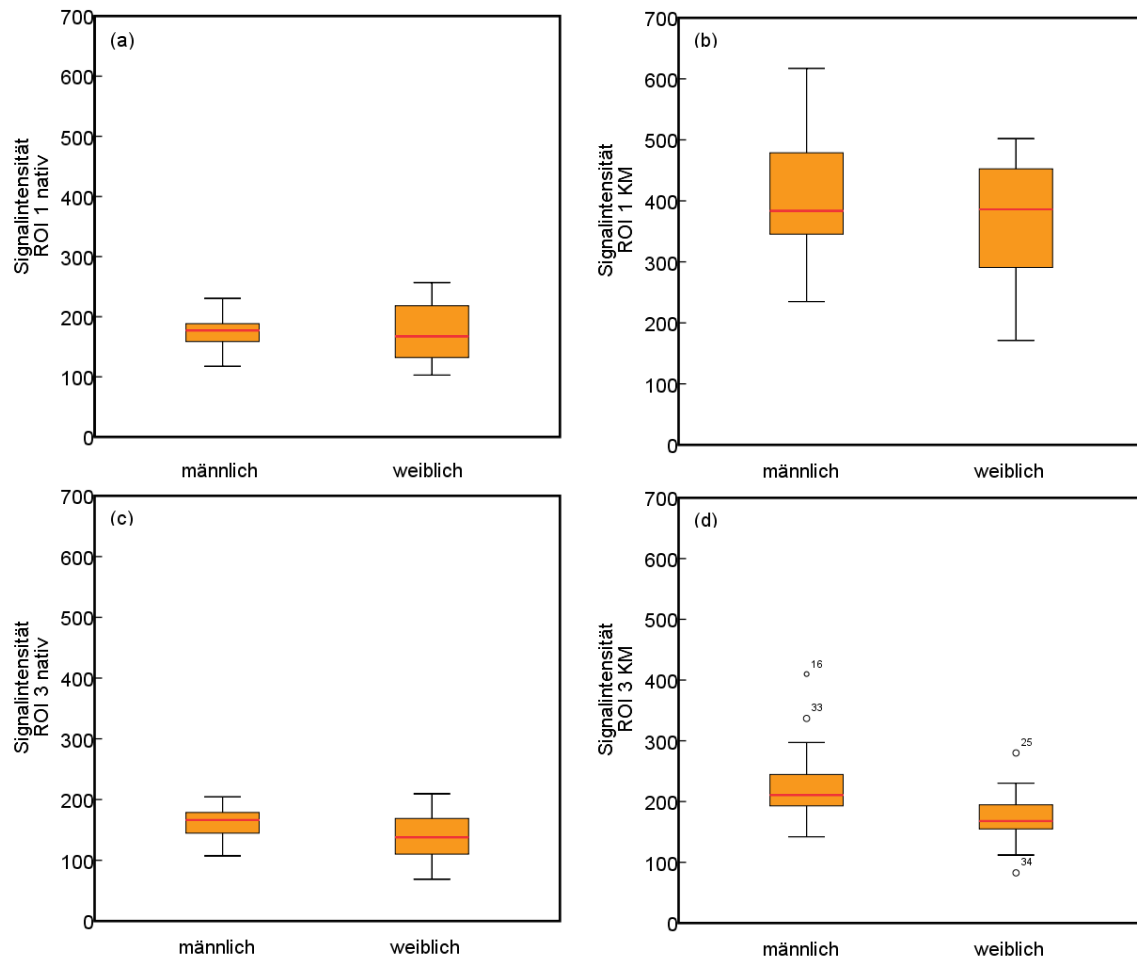 (a)
700
600
500
400
300
200
100
0
Signalintensität
ROI 1 nativ
männlich
weiblich
(b)
700
600
500
400
300
200
100
0
Signalintensität
ROI 1 KM
männlich
weiblich
(c)
700
600
500
400
300
200
100
0
Signalintensität
ROI 3 nativ
männlich
weiblich
(d)
700
600
500
400
300
200
100
0
Signalintensität
ROI 3 KM
16
33
25
34
männlich
weiblich